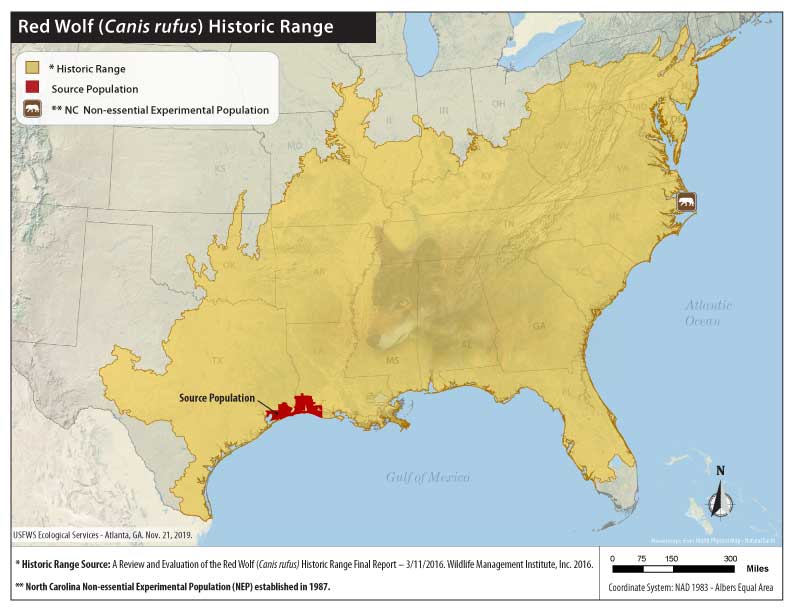 Red Wolf (Canis rufus) Historic Range
* Historic Range
Source Population
** NC Non-essential Experimental Population
KS
MO
IL
IN
OH
PA
NJ
MD
DE
WV
VA
KY
TN
NC
SC
OK
AR
TX
LA
MS
AL
GA
FL
Source Population
Atlantic
Ocean
Gulf of Mexico
N
USFWS Ecological Services - Atlanta, GA. Nov. 21, 2019.
* Historic Range Source: A Review and Evaluation of the Red Wolf (Canis rufus) Historic Range Final Report – 3/11/2016. Wildlife Management Institute, Inc. 2016.
** North Carolina Non-essential Experimental Population (NEP) established in 1987.
0 75 150 300
Miles
Coordinate System: NAD 1983 - Albers Equal Area